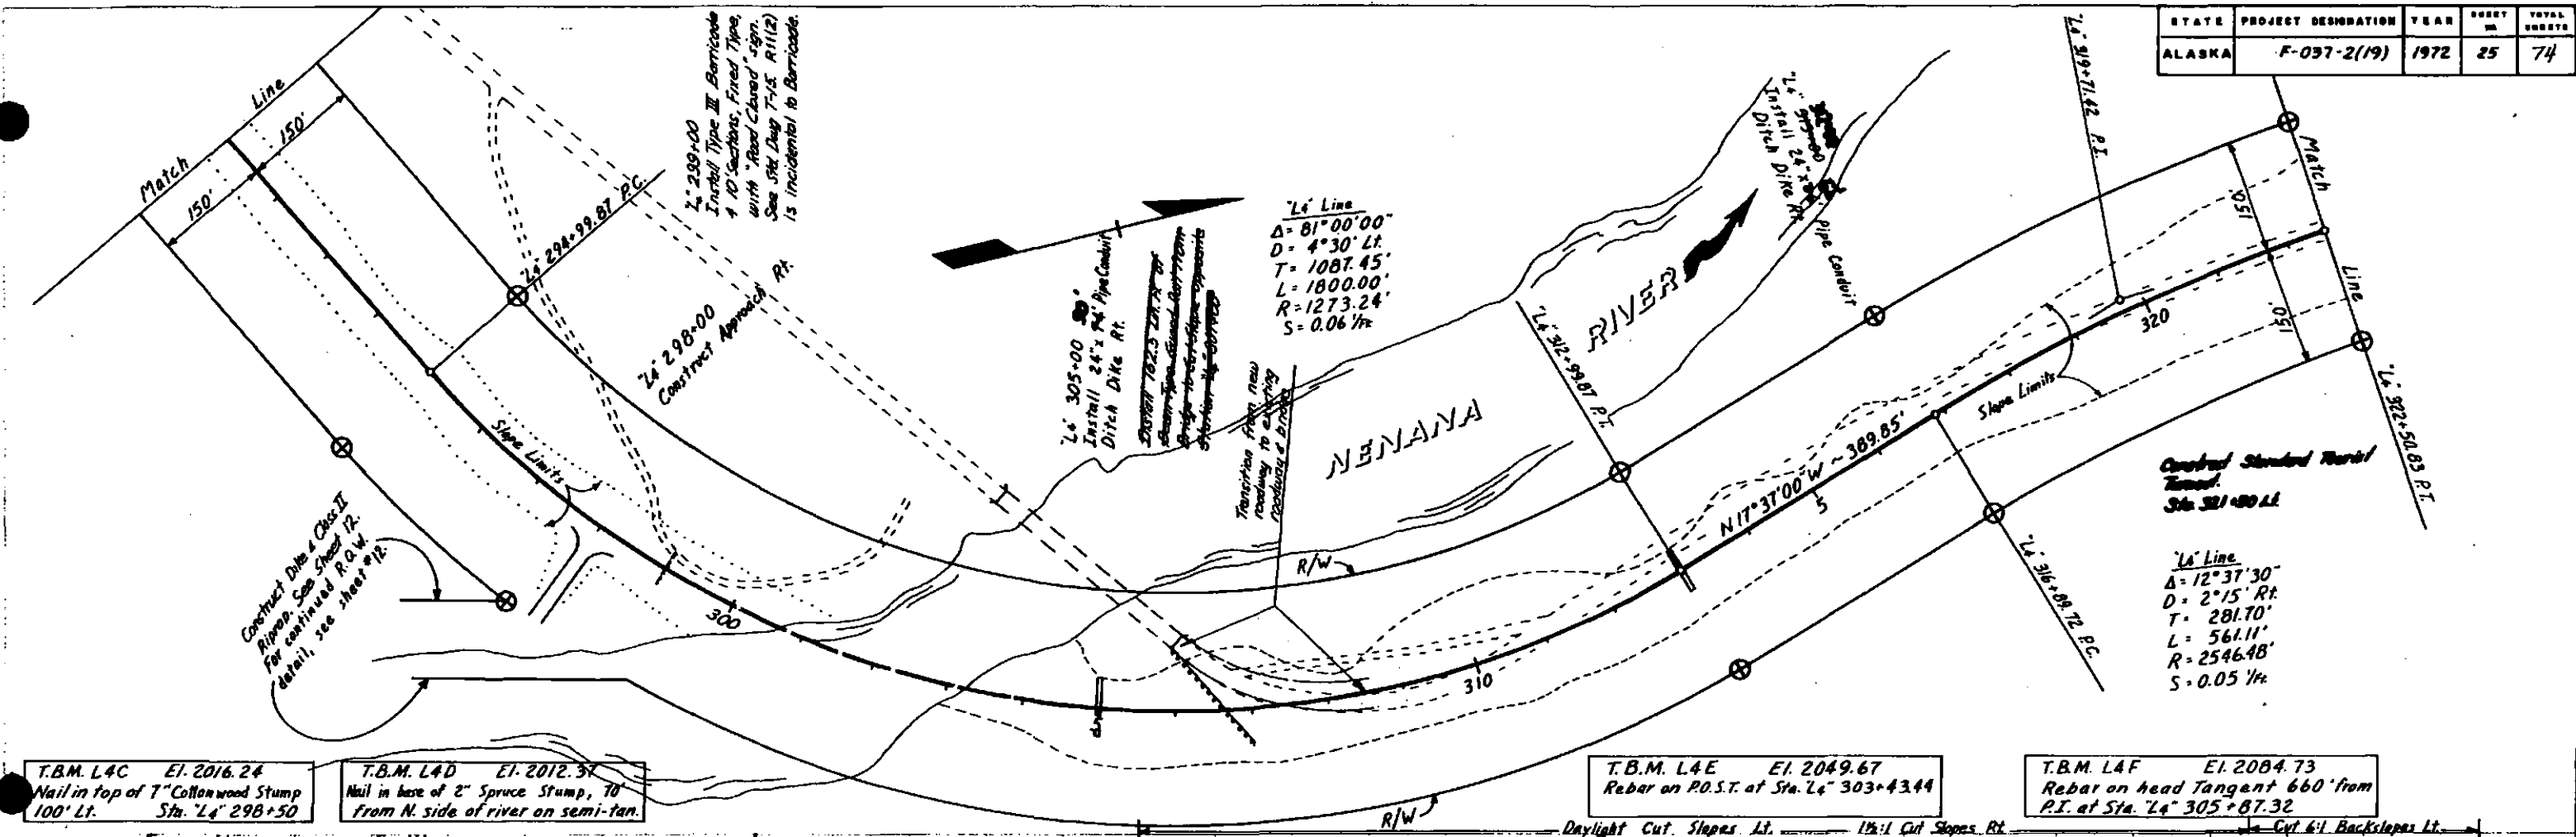 STATE PROJECT DESIGNATION YEAR SHEET NO. TOTAL SHEETS
ALASKA F-037-2(19) 1972 25 74
Match Line
150'
150'
"L4" 294+99.87 P.C.
"L4" 299+00
Install Type III Barricade
4 10' Sections, Fixed Type,
with "Road Closed" sign.
See Std. Dwg T-15. R11(2)
is incidental to Barricade.
"L4" 298+00
Construct Approach Rt.
Slope Limits
Construct Dike & Class II
Riprap. See Sheet 12.
For continued R.O.W.
detail, see sheet #12.
300
"L4" 305+00
Install 24" x Pipe Conduit
Ditch Dike Rt.
Transition from new
roadway to existing
roadway & bridge
"L4" Line
Δ= 81°00'00"
D= 4°30' Lt.
T= 1087.45'
L= 1800.00'
R=1273.24'
S= 0.06 '/Ft.
NENANA
RIVER
"L4"
Install 24" x
Pipe Conduit
Ditch Dike Rt.
R/W
"L4" 312+99.87 P.T.
310
N 17°37'00"W ~ 389.85'
5
Slope Limits
"L4" 319+71.42 P.I.
320
Match Line
150'
150'
"L4" 322+50.83 P.T.
"L4" 316+89.72 P.C.
Construct Standard Tourist
Turnout.
Sta. 321+50 Lt.
"L4" Line
Δ= 12°37'30"
D= 2°15' Rt.
T= 281.70'
L= 561.11'
R=2546.48'
S=0.05 '/Ft.
T.B.M. L4C El. 2016.24
Nail in top of 7" Cottonwood Stump
100' Lt. Sta. "L4" 298+50
T.B.M. L4D El. 2012.37
Nail in base of 2" Spruce Stump, 70'
from N. side of river on semi-tan.
T.B.M. L4E El. 2049.67
Rebar on P.O.S.T. at Sta. "L4" 303+43.44
T.B.M. L4F El. 2084.73
Rebar on head Tangent 660' from
P.I. at Sta. "L4" 305+87.32
R/W
Daylight Cut Slopes Lt. 1½:1 Cut Slopes Rt
Cut 6:1 Backslopes Lt.